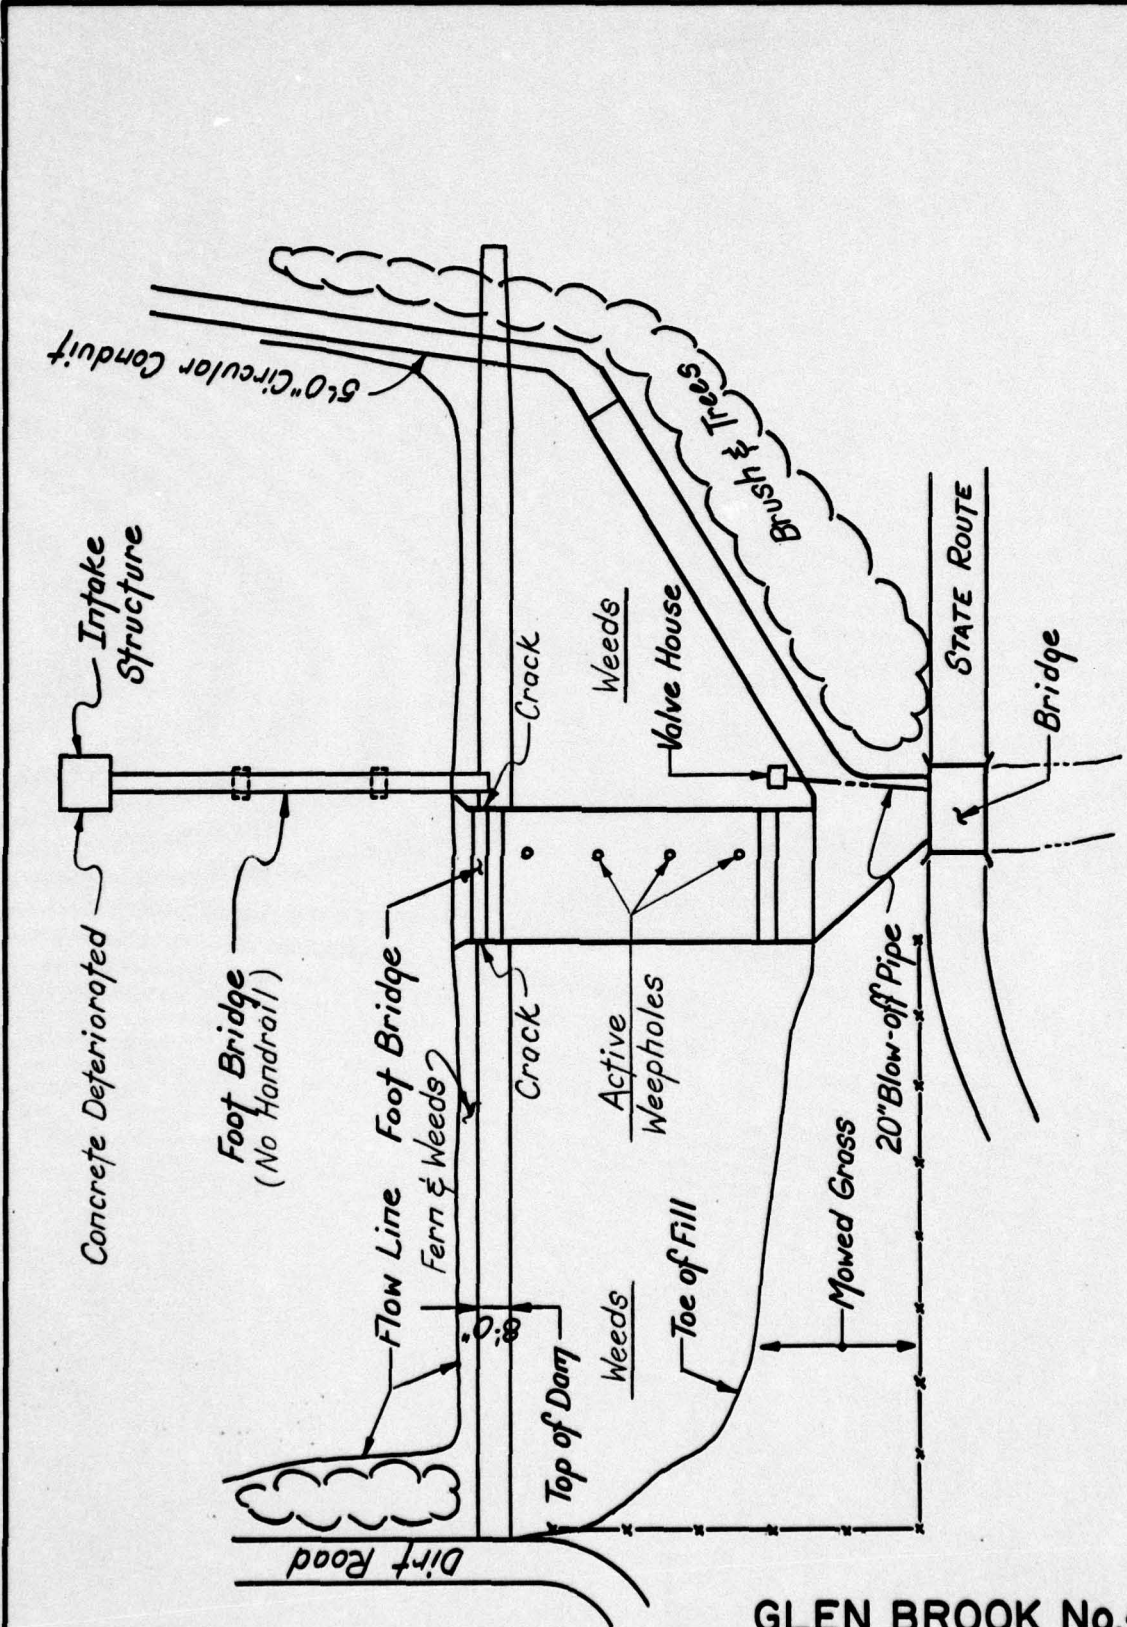 5'-0" Circular Conduit
Intake
Structure
Concrete Deteriorated
Foot Bridge
(No Handrail)
Foot Bridge
Flow Line
Fern & Weeds
Crack
Crack
8'-0"
Top of Dam
Weeds
Weeds
Valve House
Active
Weepholes
Toe of Fill
Mowed Grass
20" Blow-off Pipe
Brush & Trees
STATE ROUTE
Bridge
Dirt Road
GLEN BROOK No.